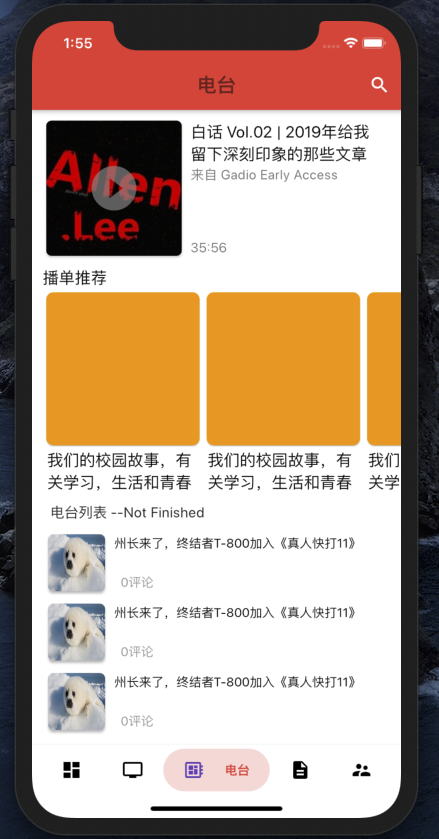 1:55
电台
Allen
.Lee
白话 Vol.02 | 2019年给我
留下深刻印象的那些文章
来自 Gadio Early Access
35:56
播单推荐
我们的校园故事，有
关学习，生活和青春
我们的校园故事，有
关学习，生活和青春
我们
关学
电台列表 --Not Finished
州长来了，终结者T-800加入《真人快打11》
0评论
州长来了，终结者T-800加入《真人快打11》
0评论
州长来了，终结者T-800加入《真人快打11》
0评论
电台